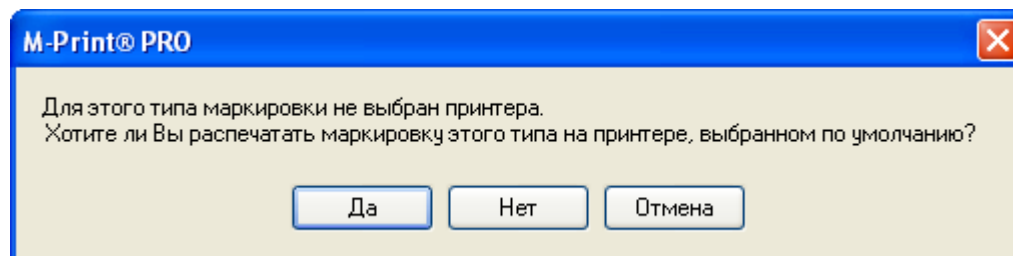 M-Print® PRO
Для этого типа маркировки не выбран принтера.
Хотите ли Вы распечатать маркировку этого типа на принтере, выбранном по умолчанию?
Да Нет Отмена